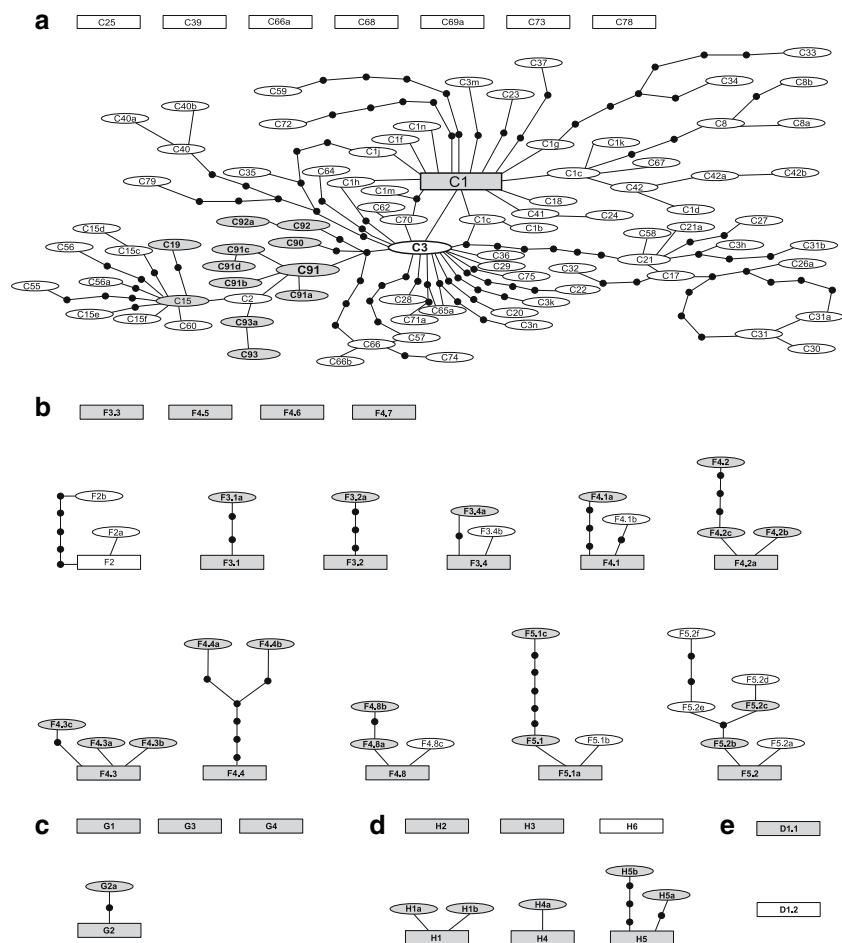 a
C25 C39 C66a C68 C69a C73 C78
C33
C37
C3m C34 C8b
C59
C23
C40b
C40a C72 C1n C8 C8a
C1f C1g C1k
C40 C1j C67
C35 C64 C1h C1 C1c C42a C42b
C79 C1m C18 C42
C62 C41 C24 C1d
C92a C92 C70 C1c C1b C58 C21a C27
C15d C19 C91c C90 C3 C3h C31b
C56 C15c C91d C91 C36 C21 C26a
C29 C32 C17
C55 C56a C91b C75
C15 C2 C91a C28 C65a C22
C3k
C15e C15f C93a C71a C20 C31a
C60 C3n C31
C66 C57
C93 C66b C74 C30
b
F3.3 F4.5 F4.6 F4.7
F4.2
F2b F3.1a F3.2a F4.1a
F3.4a F4.1b
F2a F3.4b F4.2c F4.2b
F2 F3.1 F3.2 F3.4 F4.1 F4.2a
F4.4a F4.4b F5.1c F5.2f
F5.2d
F4.8b F5.2e F5.2c
F4.3c F4.3a F4.3b F4.8a F4.8c F5.1 F5.1b F5.2b F5.2a
F4.3 F4.4 F4.8 F5.1a F5.2
c
G1 G3 G4
G2a
G2
d
H2 H3 H6
H5b
H1a H1b H4a H5a
H1 H4 H5
e
D1.1
D1.2